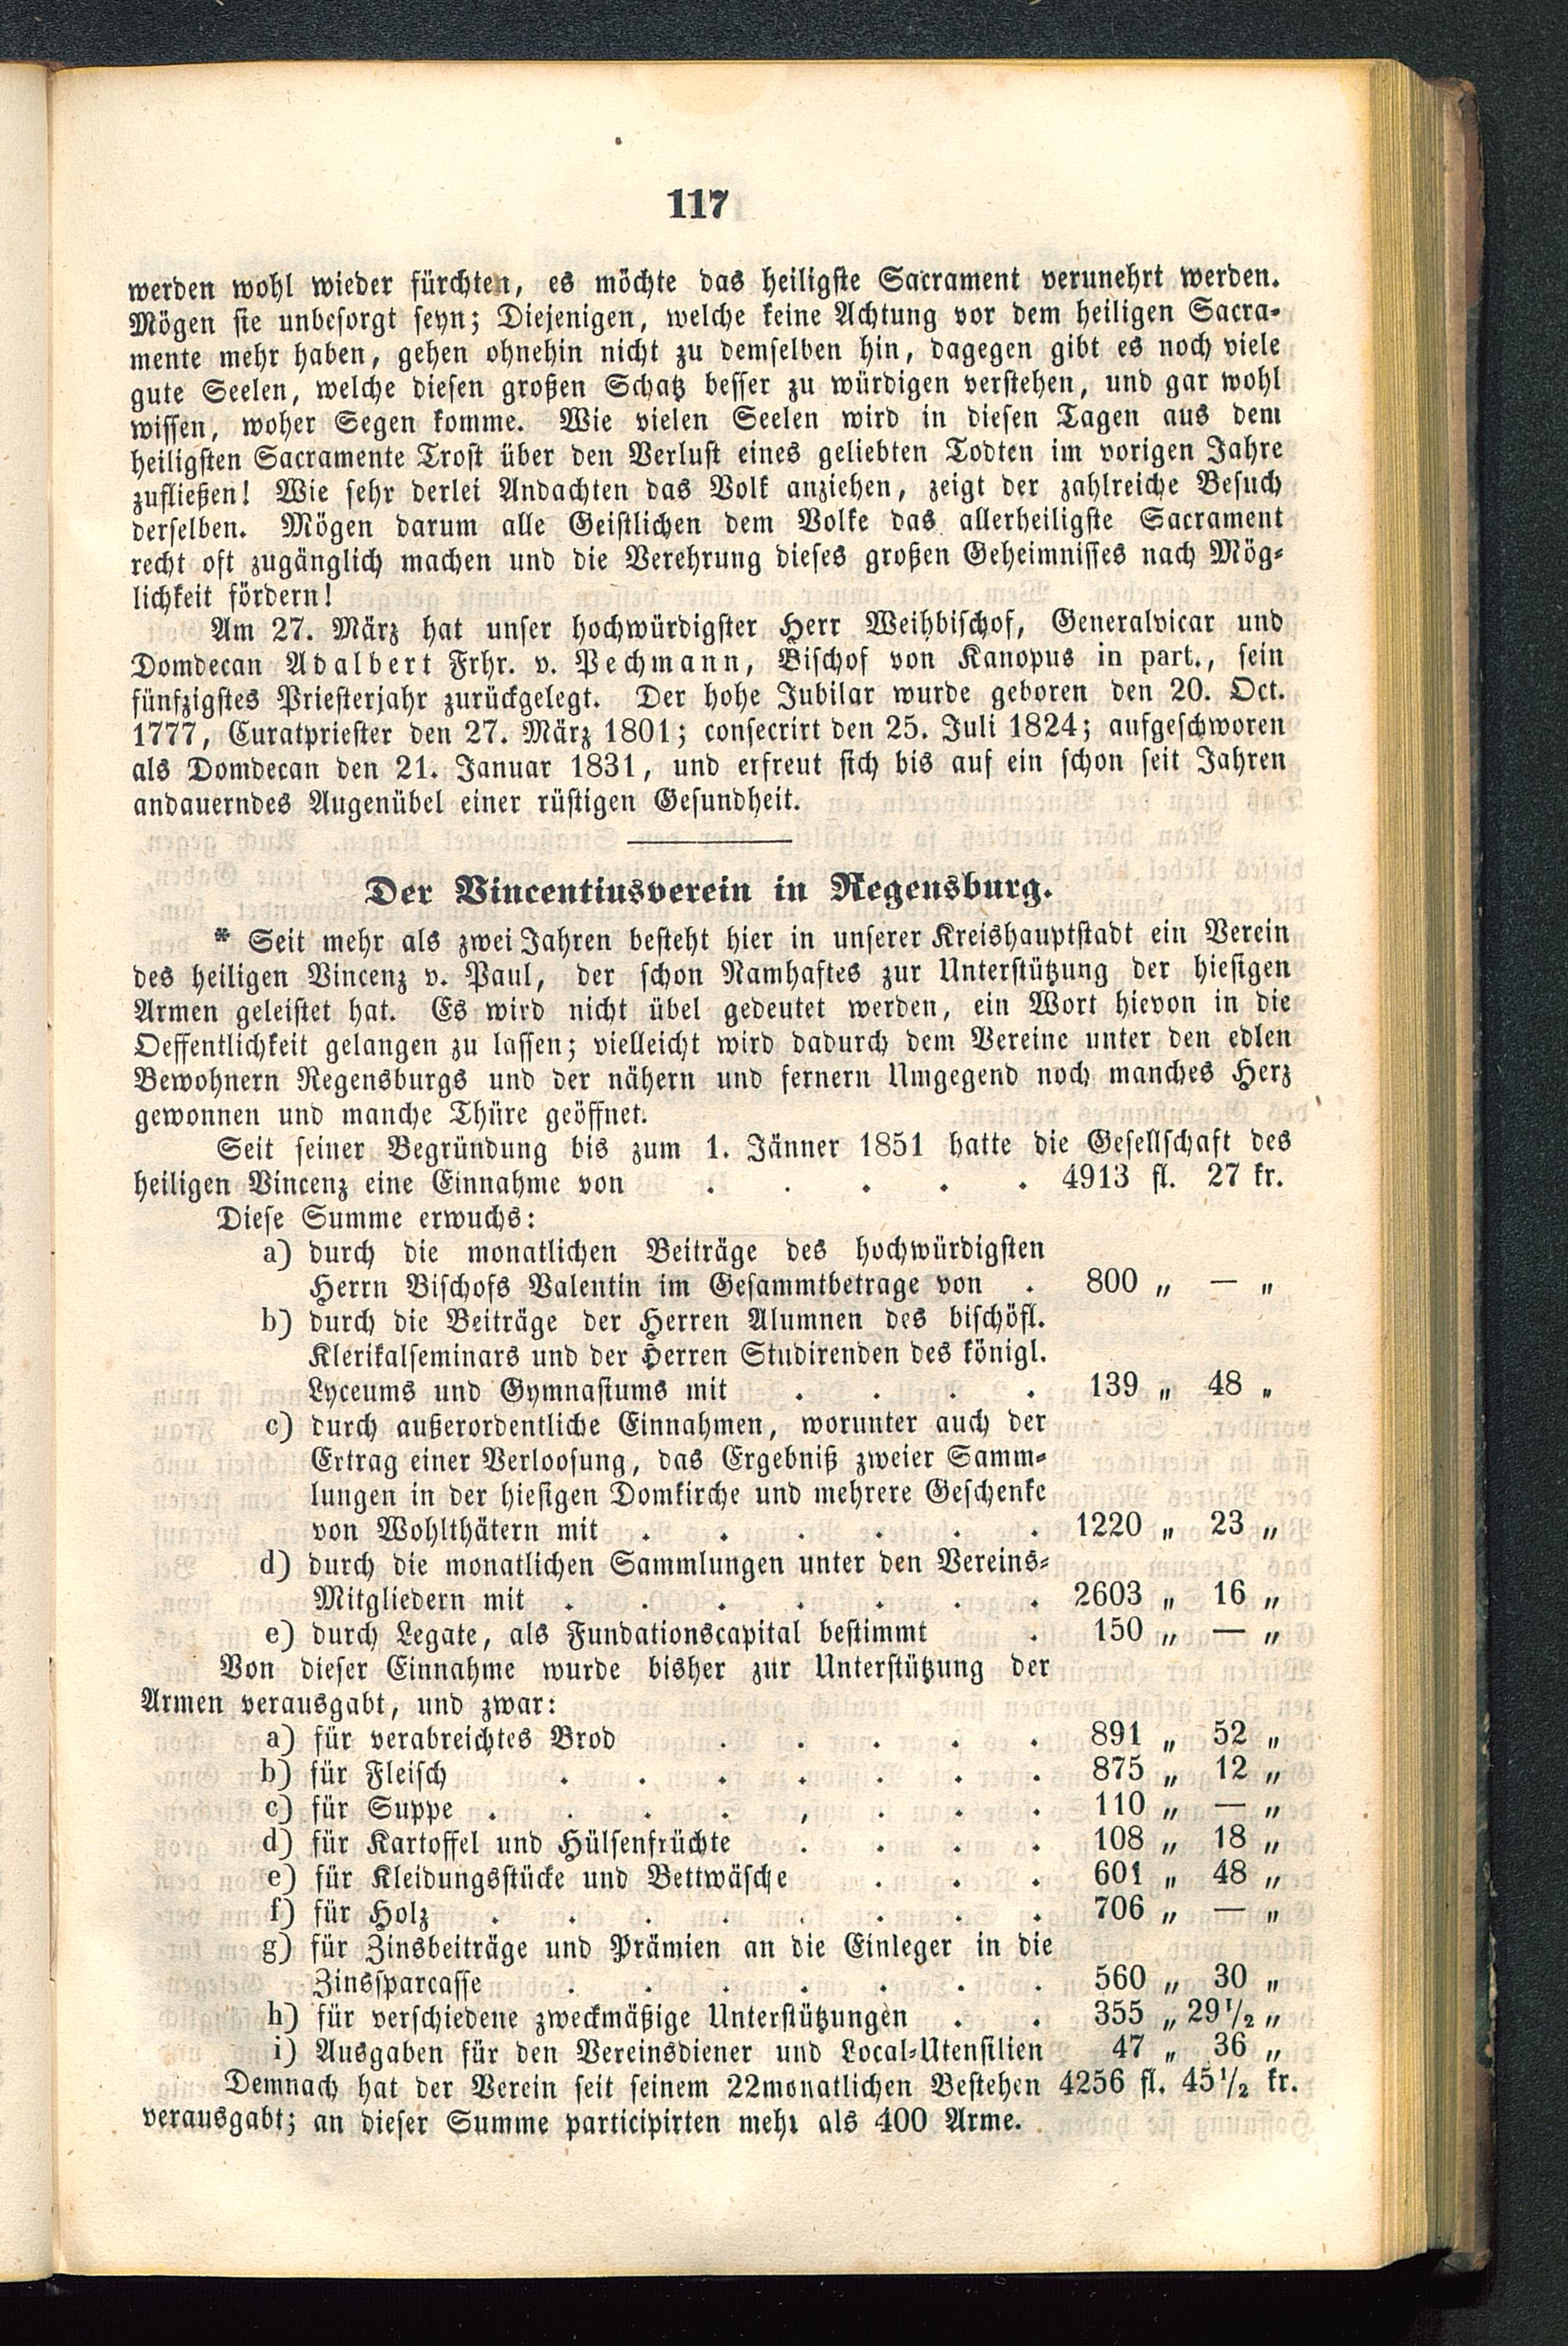 117
werden wohl wieder fürchten, es möchte das heiligste Sacrament verunehrt werden.
Mögen sie unbesorgt seyn; Diejenigen, welche keine Achtung vor dem heiligen Sacra-
mente mehr haben, gehen ohnehin nicht zu demselben hin, dagegen gibt es noch viele
gute Seelen, welche diesen großen Schatz besser zu würdigen verstehen, und gar wohl
wissen, woher Segen komme. Wie vielen Seelen wird in diesen Tagen aus dem
heiligsten Sacramente Trost über den Verlust eines geliebten Todten im vorigen Jahre
zufließen! Wie sehr derlei Andachten das Volk anziehen, zeigt der zahlreiche Besuch
derselben. Mögen darum alle Geistlichen dem Volke das allerheiligste Sacrament
recht oft zugänglich machen und die Verehrung dieses großen Geheimnisses nach Mög-
lichkeit fördern!
Am 27. März hat unser hochwürdigster Herr Weihbischof, Generalvicar und
Domdecan Adalbert Frhr. v. Pechmann, Bischof von Kanopus in part., sein
fünfzigstes Priesterjahr zurückgelegt. Der hohe Jubilar wurde geboren den 20. Oct.
1777, Curatpriester den 27. März 1801; consecrirt den 25. Juli 1824; aufgeschworen
als Domdecan den 21. Januar 1831, und erfreut sich bis auf ein schon seit Jahren
andauerndes Augenübel einer rüstigen Gesundheit.
Der Vincentiusverein in Regensburg.
* Seit mehr als zwei Jahren besteht hier in unserer Kreishauptstadt ein Verein
des heiligen Vincenz v. Paul, der schon Namhaftes zur Unterstützung der hiesigen
Armen geleistet hat. Es wird nicht übel gedeutet werden, ein Wort hievon in die
Oeffentlichkeit gelangen zu lassen; vielleicht wird dadurch dem Vereine unter den edlen
Bewohnern Regensburgs und der nähern und fernern Umgegend noch manches Herz
gewonnen und manche Thüre geöffnet.
Seit seiner Begründung bis zum 1. Jänner 1851 hatte die Gesellschaft des
heiligen Vincenz eine Einnahme von . . . . . 4913 fl. 27 kr.
Diese Summe erwuchs:
a) durch die monatlichen Beiträge des hochwürdigsten
Herrn Bischofs Valentin im Gesammtbetrage von . 800 „ — „
b) durch die Beiträge der Herren Alumnen des bischöfl.
Klerikalseminars und der Herren Studirenden des königl.
Lyceums und Gymnasiums mit . . . . 139 „ 48 „
c) durch außerordentliche Einnahmen, worunter auch der
Ertrag einer Verloosung, das Ergebniß zweier Samm-
lungen in der hiesigen Domkirche und mehrere Geschenke
von Wohlthätern mit . . . . . . 1220 „ 23 „
d) durch die monatlichen Sammlungen unter den Vereins-
Mitgliedern mit . . . . . . . 2603 „ 16 „
e) durch Legate, als Fundationscapital bestimmt . 150 „ — „
Von dieser Einnahme wurde bisher zur Unterstützung der
Armen verausgabt, und zwar:
a) für verabreichtes Brod . . . . . 891 „ 52 „
b) für Fleisch . . . . . . . 875 „ 12 „
c) für Suppe . . . . . . . . 110 „ — „
d) für Kartoffel und Hülsenfrüchte . . . . 108 „ 18 „
e) für Kleidungsstücke und Bettwäsche . . . 601 „ 48 „
f) für Holz . . . . . . . . 706 „ — „
g) für Zinsbeiträge und Prämien an die Einleger in die
Zinssparcasse . . . . . . . 560 „ 30 „
h) für verschiedene zweckmäßige Unterstützungen . . 355 „ 29½ „
i) Ausgaben für den Vereinsdiener und Local-Utensilien 47 „ 36 „
Demnach hat der Verein seit seinem 22monatlichen Bestehen 4256 fl. 45½ kr.
verausgabt; an dieser Summe participirten mehr als 400 Arme.